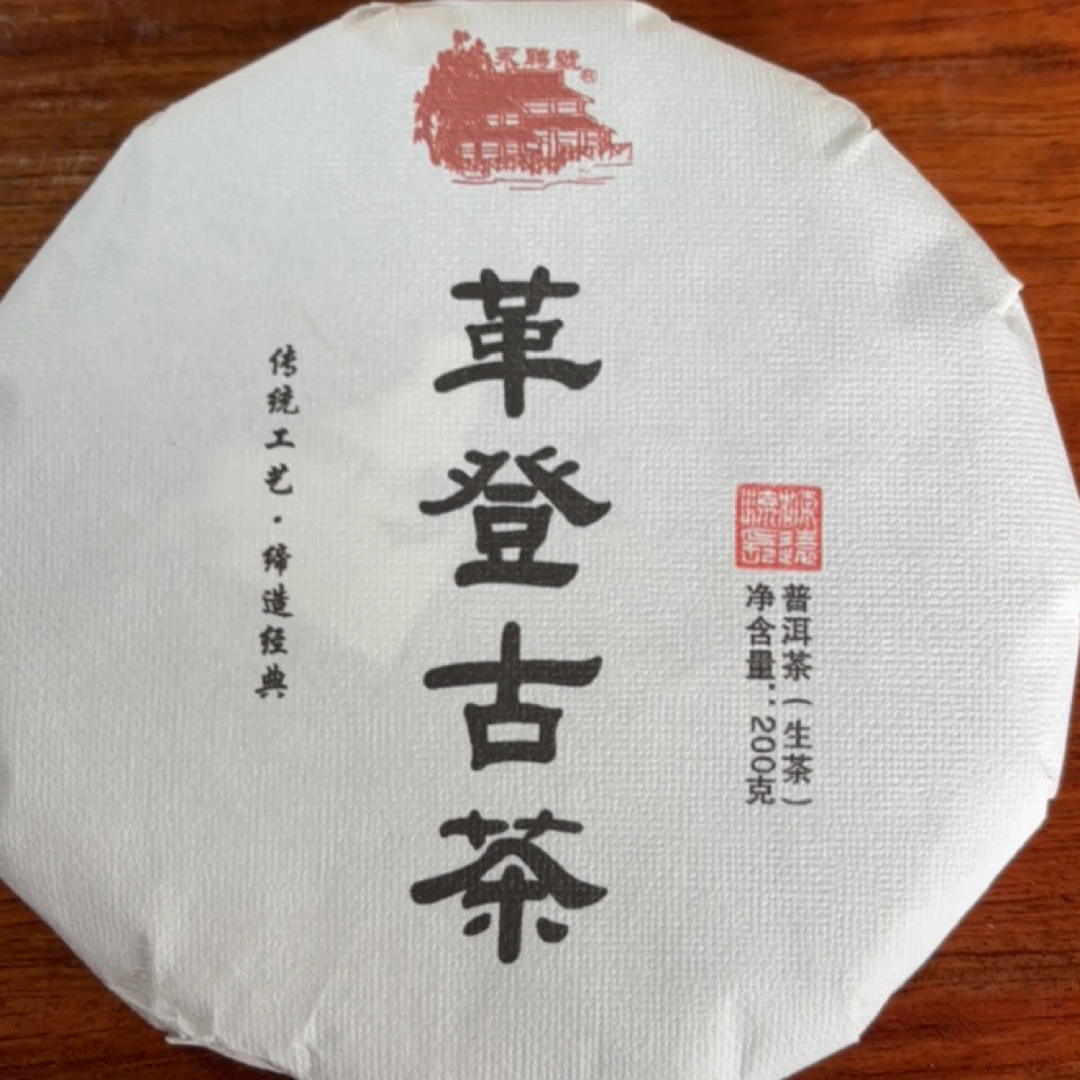 永聘號®
革登古茶
传统工艺·缔造经典
普洱茶(生茶)
净含量:200克